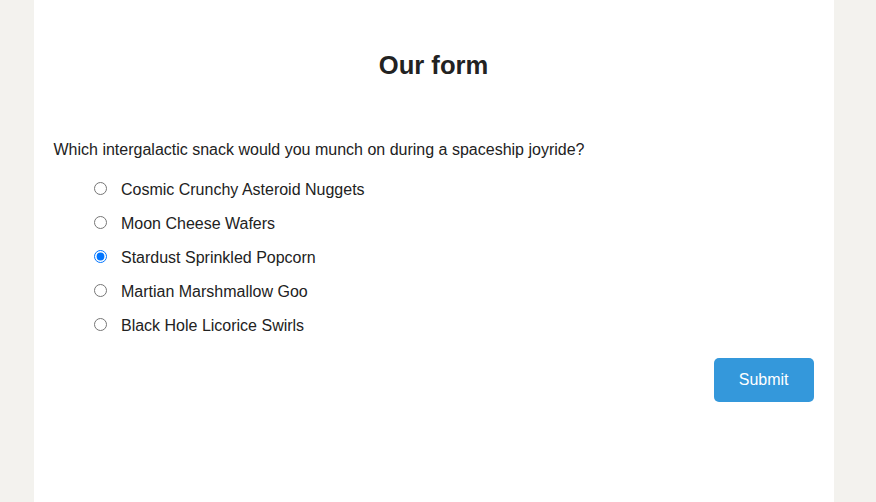 Our form
Which intergalactic snack would you munch on during a spaceship joyride?
Cosmic Crunchy Asteroid Nuggets
Moon Cheese Wafers
Stardust Sprinkled Popcorn
Martian Marshmallow Goo
Black Hole Licorice Swirls
Submit